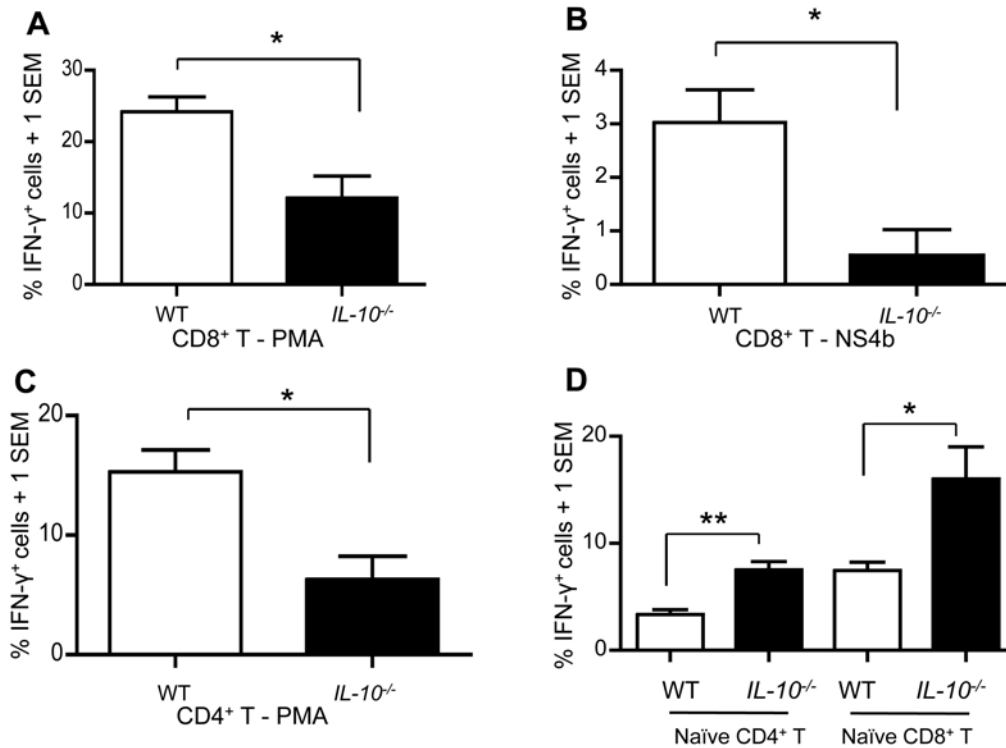 A
*
% IFN-γ⁺ cells + 1 SEM
30
20
10
0
WT
IL-10⁻/⁻
CD8⁺ T - PMA
B
*
% IFN-γ⁺ cells + 1 SEM
4
3
2
1
0
WT
IL-10⁻/⁻
CD8⁺ T - NS4b
C
*
% IFN-γ⁺ cells + 1 SEM
20
10
0
WT
IL-10⁻/⁻
CD4⁺ T - PMA
D
*
**
% IFN-γ⁺ cells + 1 SEM
20
10
0
WT IL-10⁻/⁻ WT IL-10⁻/⁻
Naïve CD4⁺ T Naïve CD8⁺ T